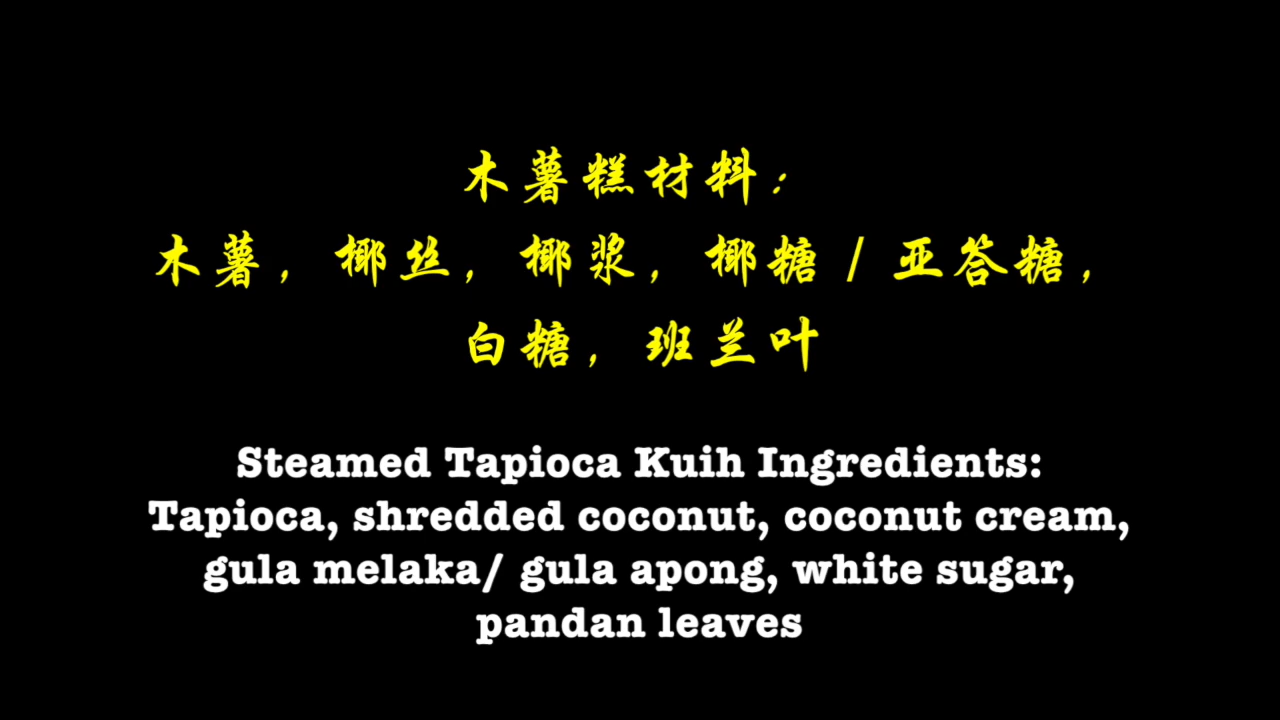 木薯糕材料：
木薯，椰丝，椰浆，椰糖/亚答糖，
白糖，班兰叶
Steamed Tapioca Kuih Ingredients:
Tapioca, shredded coconut, coconut cream,
gula melaka/ gula apong, white sugar,
pandan leaves